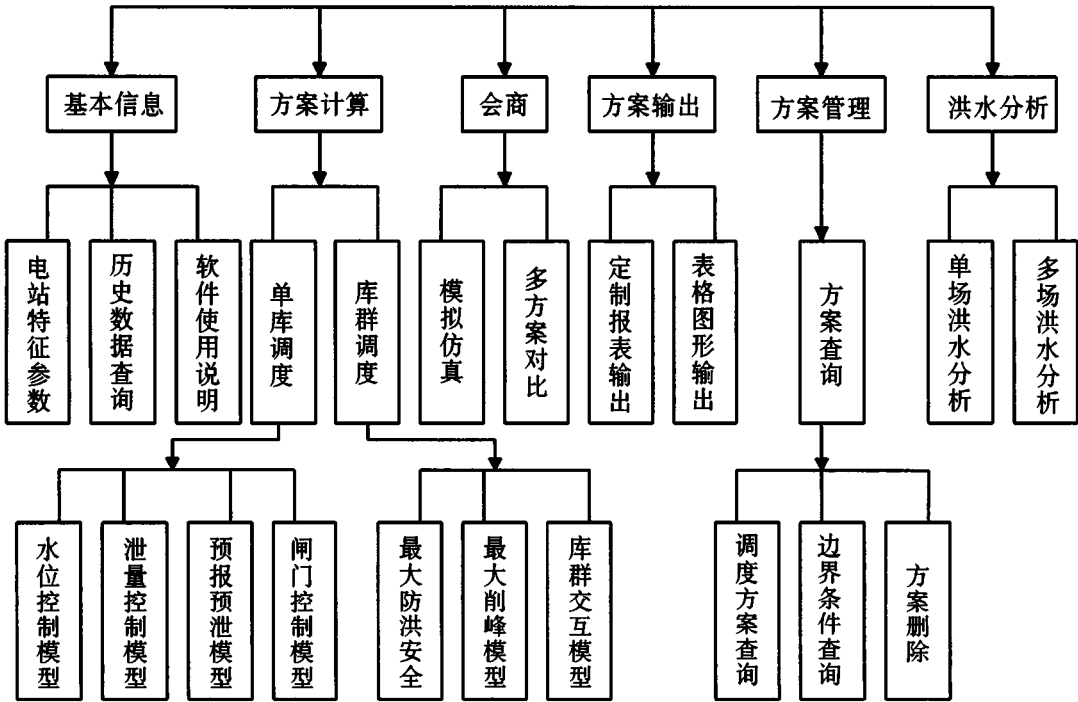 基本信息
方案计算
会商
方案输出
方案管理
洪水分析
电站特征参数
历史数据查询
软件使用说明
单库调度
库群调度
模拟仿真
多方案对比
定制报表输出
表格图形输出
方案查询
单场洪水分析
多场洪水分析
水位控制模型
泄量控制模型
预报预泄模型
闸门控制模型
最大防洪安全
最大削峰模型
库群交互模型
调度方案查询
边界条件查询
方案删除